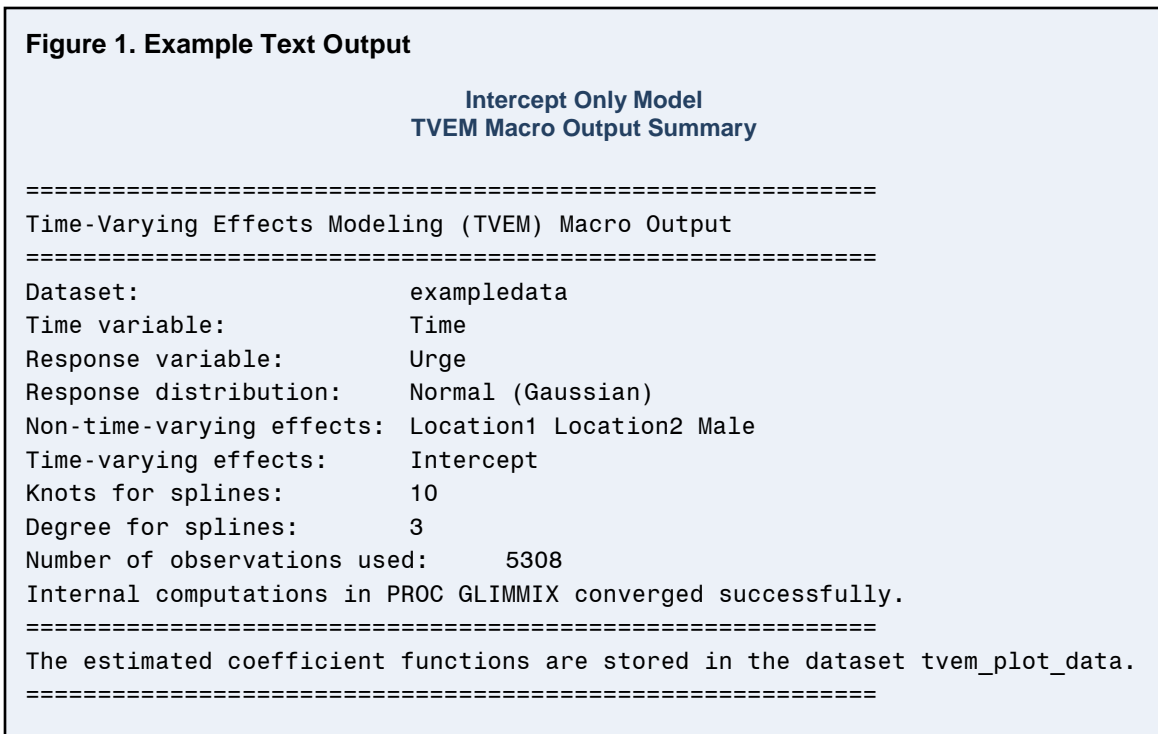 Figure 1. Example Text Output
Intercept Only Model
TVEM Macro Output Summary
===========================================================
Time-Varying Effects Modeling (TVEM) Macro Output
===========================================================
Dataset: exampledata
Time variable: Time
Response variable: Urge
Response distribution: Normal (Gaussian)
Non-time-varying effects: Location1 Location2 Male
Time-varying effects: Intercept
Knots for splines: 10
Degree for splines: 3
Number of observations used: 5308
Internal computations in PROC GLIMMIX converged successfully.
===========================================================
The estimated coefficient functions are stored in the dataset tvem_plot_data.
===========================================================